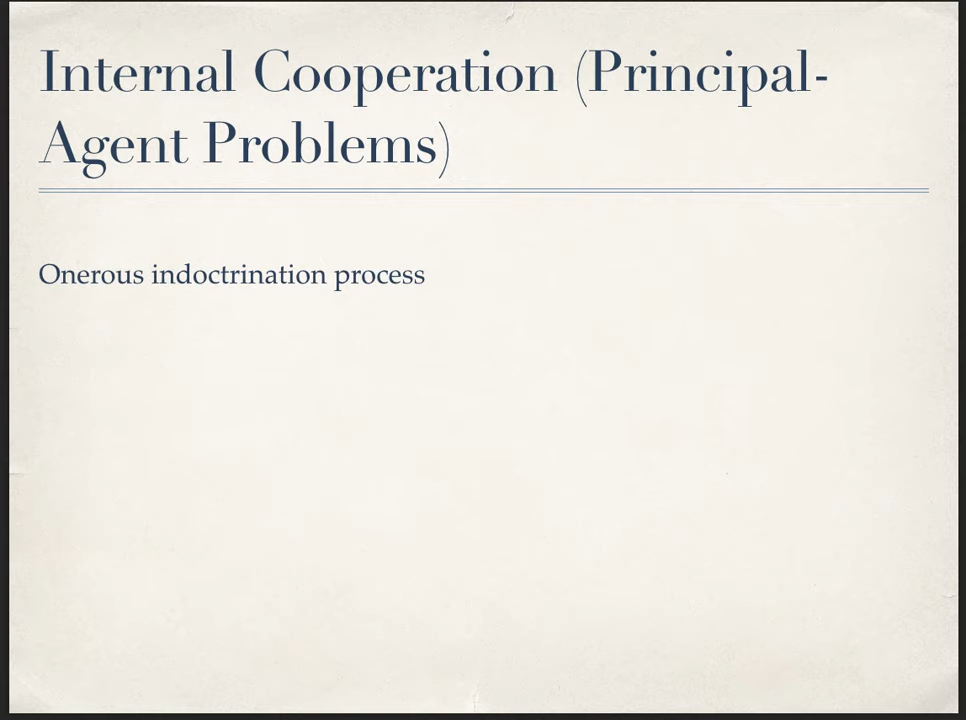 Internal Cooperation (Principal-
Agent Problems)
Onerous indoctrination process